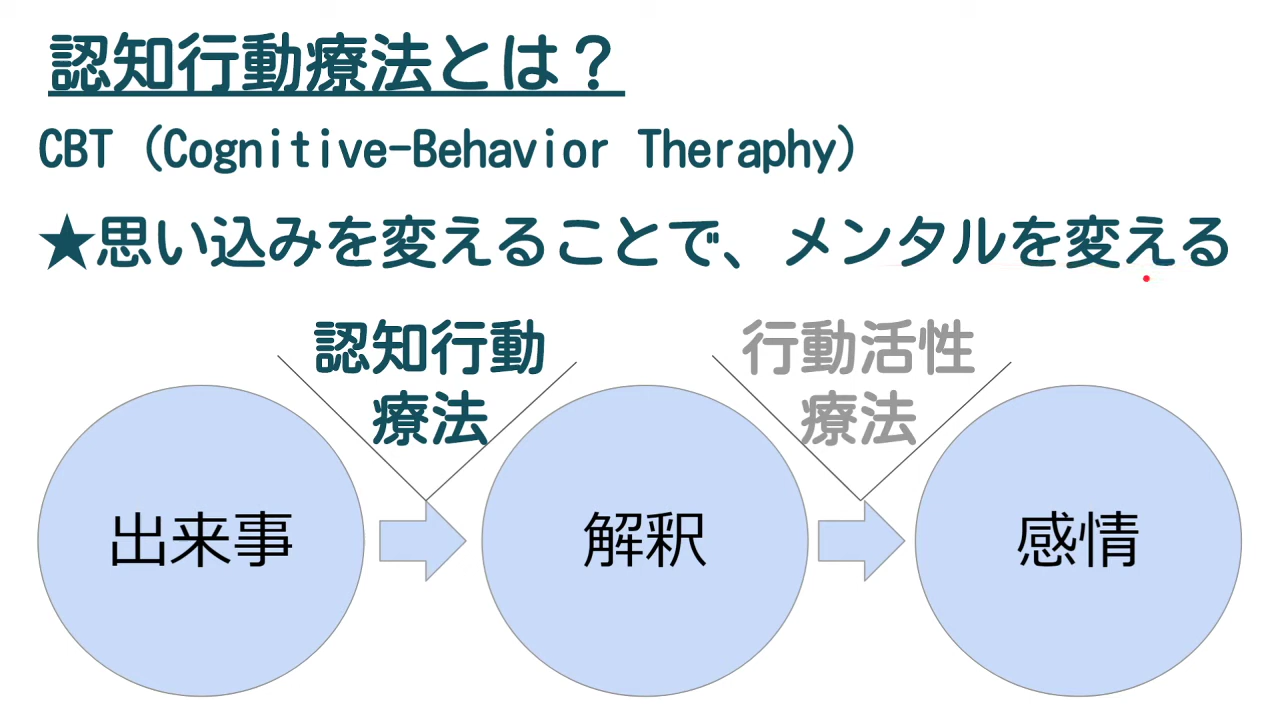 認知行動療法とは？
CBT（Cognitive-Behavior Theraphy）
★思い込みを変えることで、メンタルを変える
認知行動
療法
行動活性
療法
出来事
解釈
感情